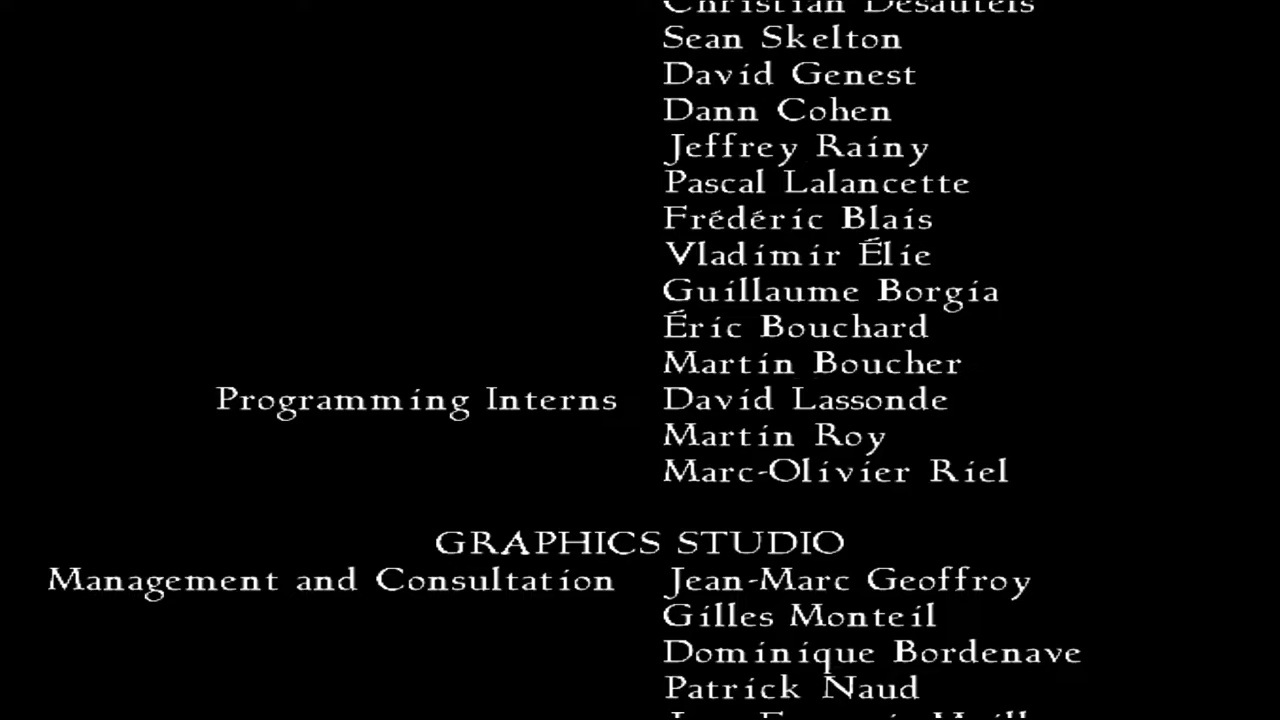 Christian Desautels
Sean Skelton
David Genest
Dann Cohen
Jeffrey Rainy
Pascal Lalancette
Frédéric Blais
Vladimir Élie
Guillaume Borgia
Éric Bouchard
Martin Boucher
Programming Interns David Lassonde
Martin Roy
Marc-Olivier Riel
GRAPHICS STUDIO
Management and Consultation Jean-Marc Geoffroy
Gilles Monteil
Dominique Bordenave
Patrick Naud